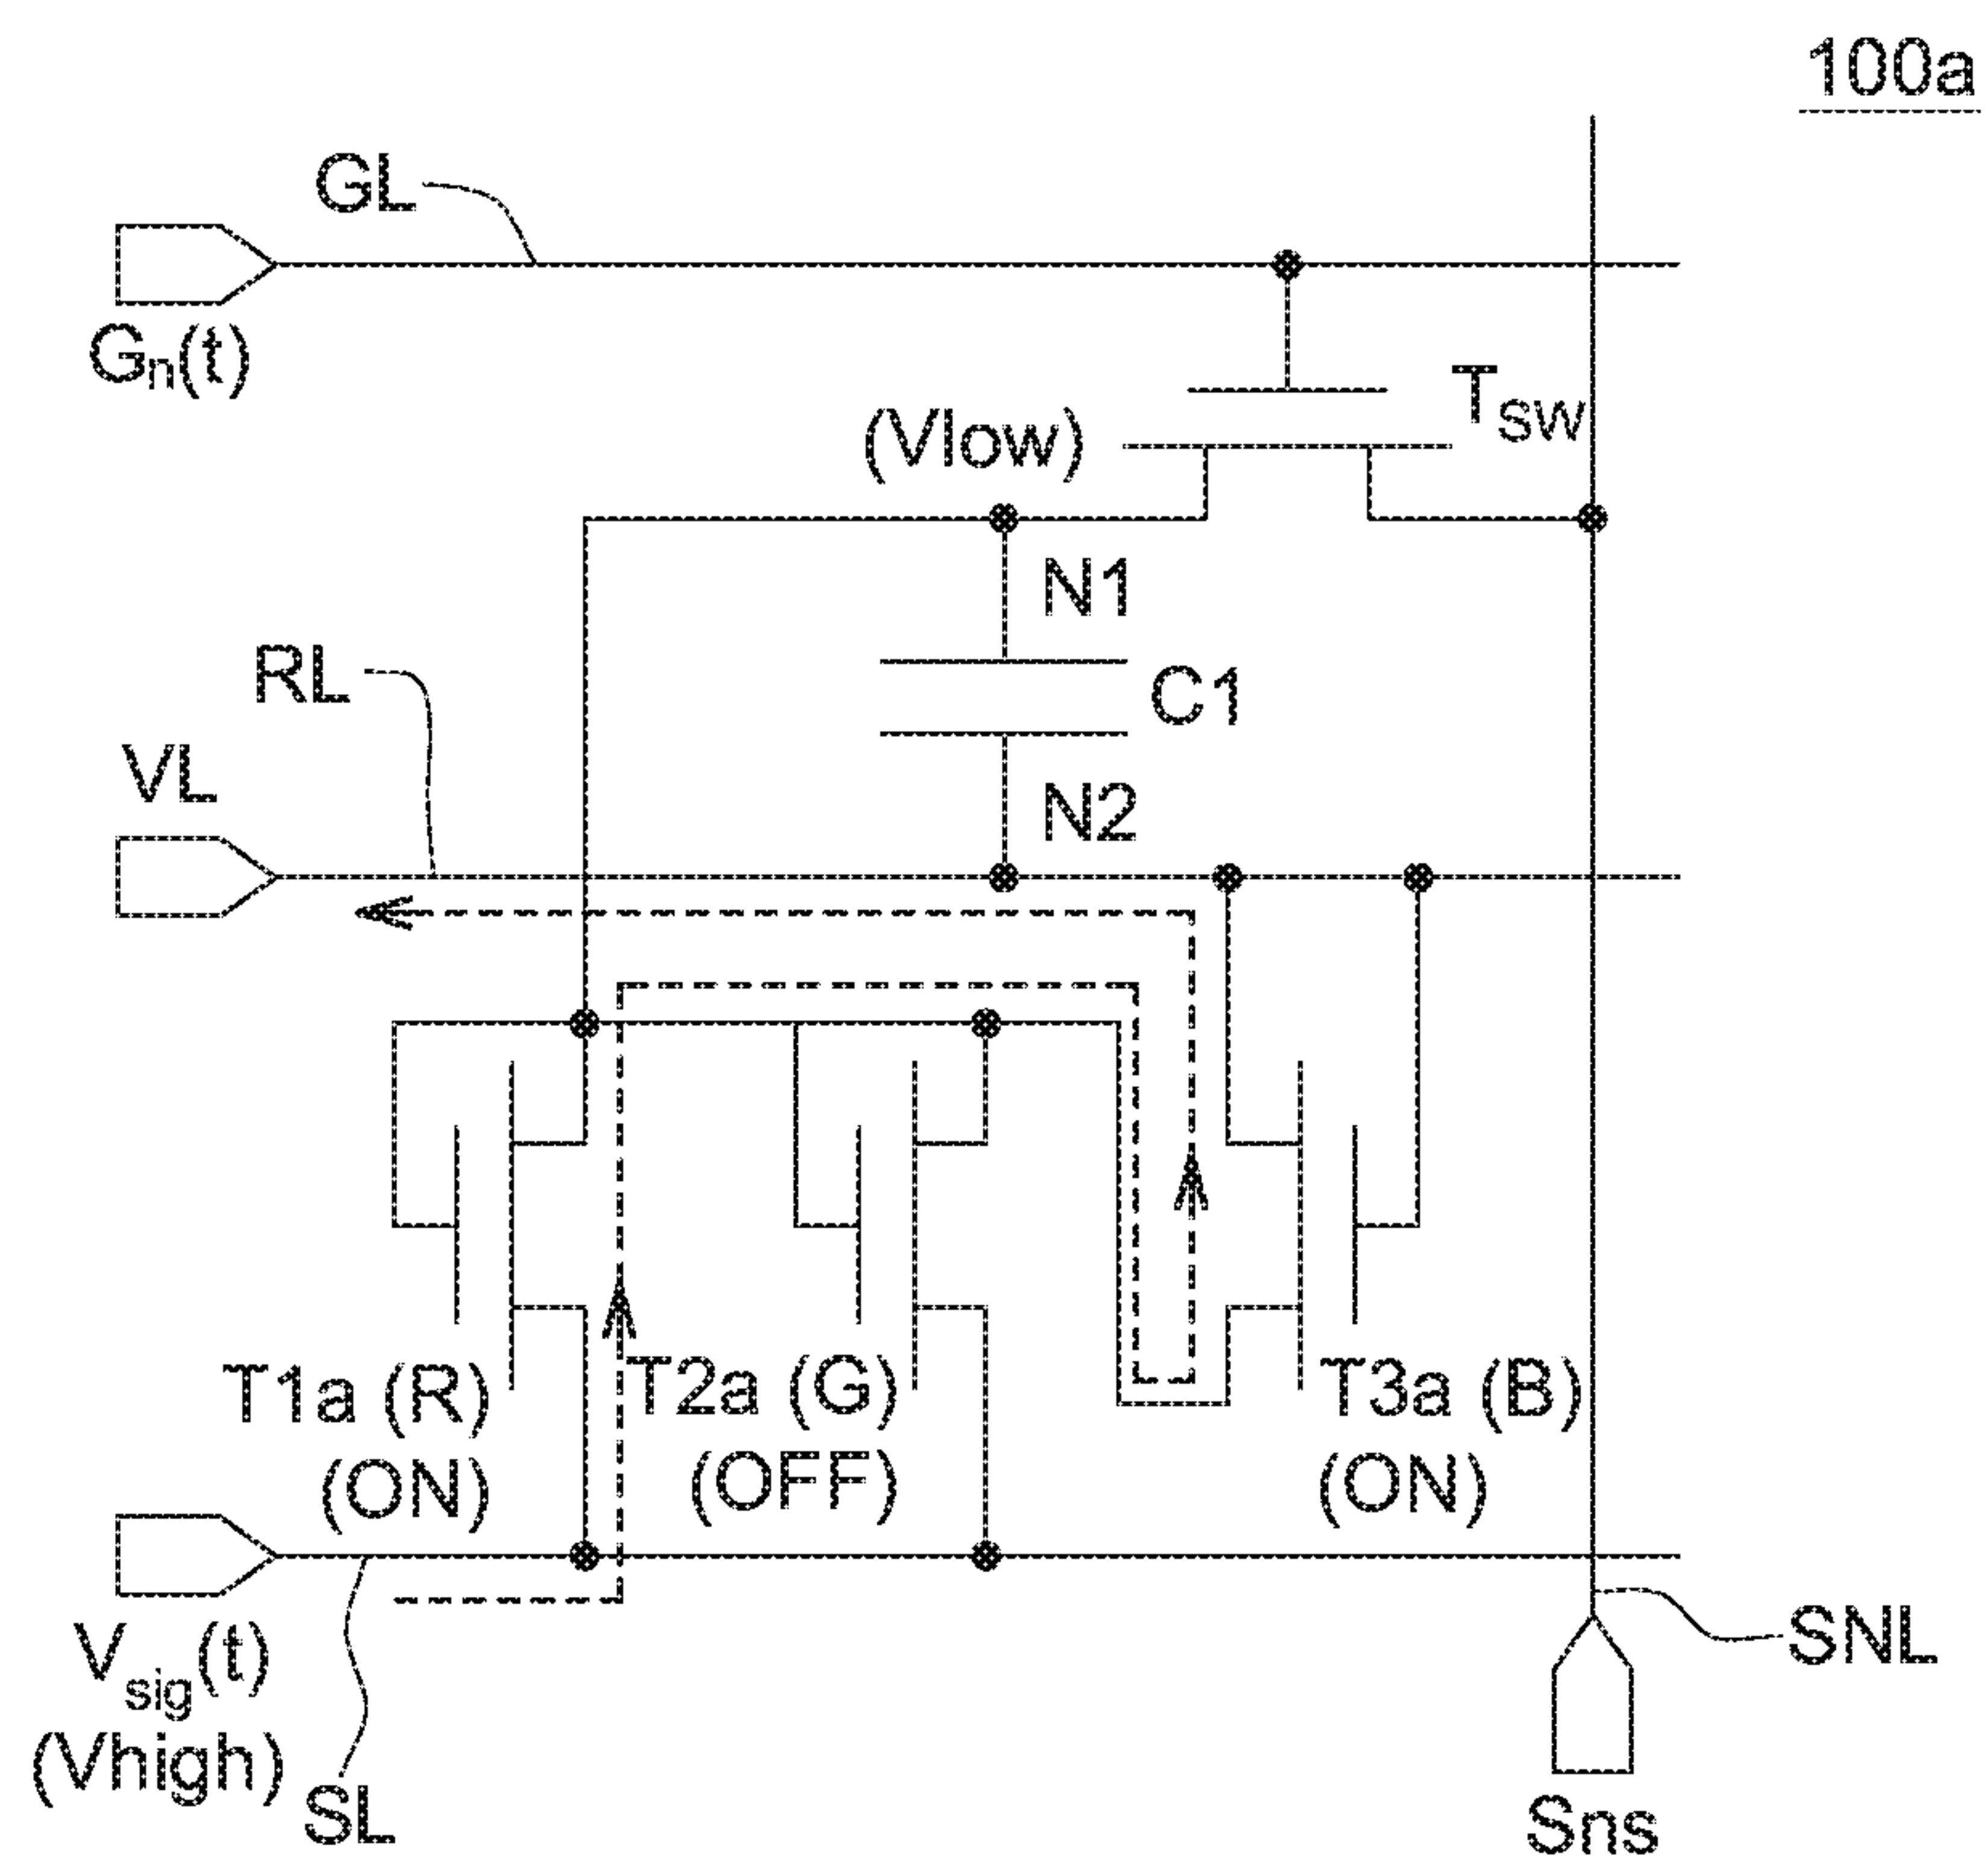 100a
GL
Gn(t)
TSW
(Vlow)
N1
RL
C1
VL
N2
T1a (R)
(ON)
T2a (G)
(OFF)
T3a (B)
(ON)
Vsig(t)
(Vhigh)
SL
SNL
Sns